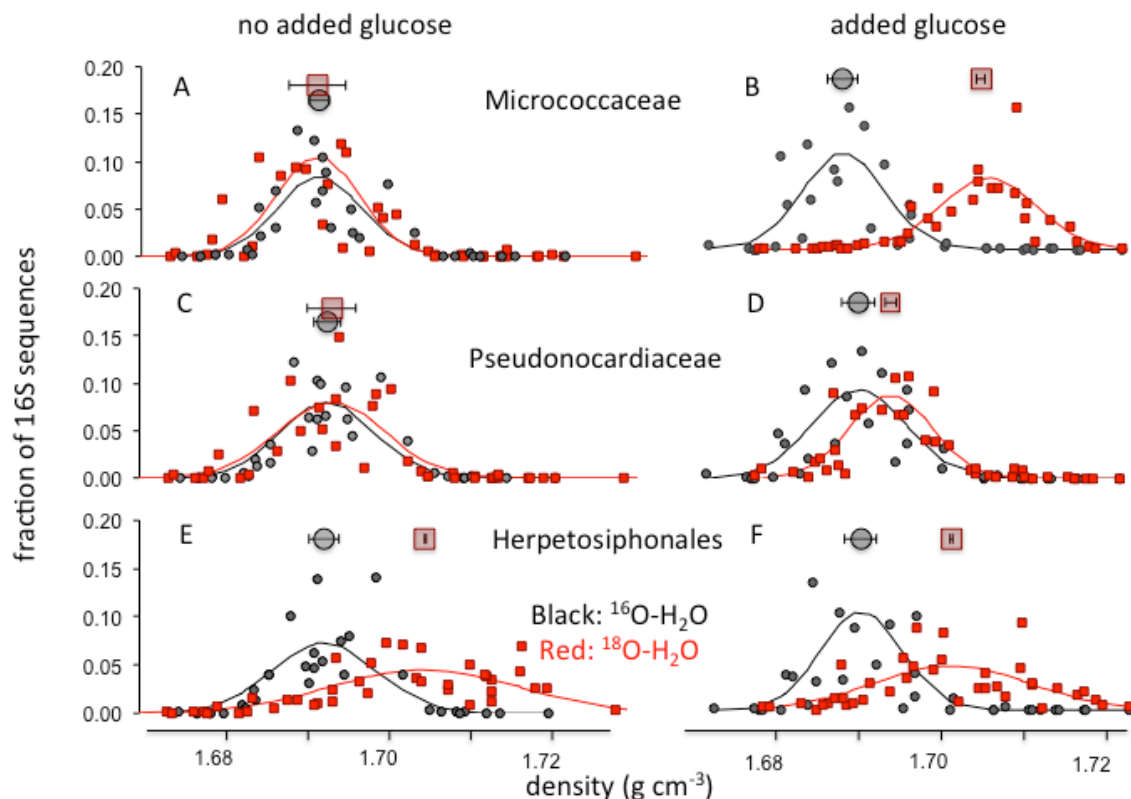 no added glucose
added glucose
fraction of 16S sequences
0.20
0.15
0.10
0.05
0.00
A
Micrococcaceae
B
0.20
0.15
0.10
0.05
0.00
C
Pseudonocardiaceae
D
0.20
0.15
0.10
0.05
0.00
E
Herpetosiphonales
F
Black: ¹⁶O-H₂O
Red: ¹⁸O-H₂O
1.68
1.70
1.72
1.68
1.70
1.72
density (g cm⁻³)